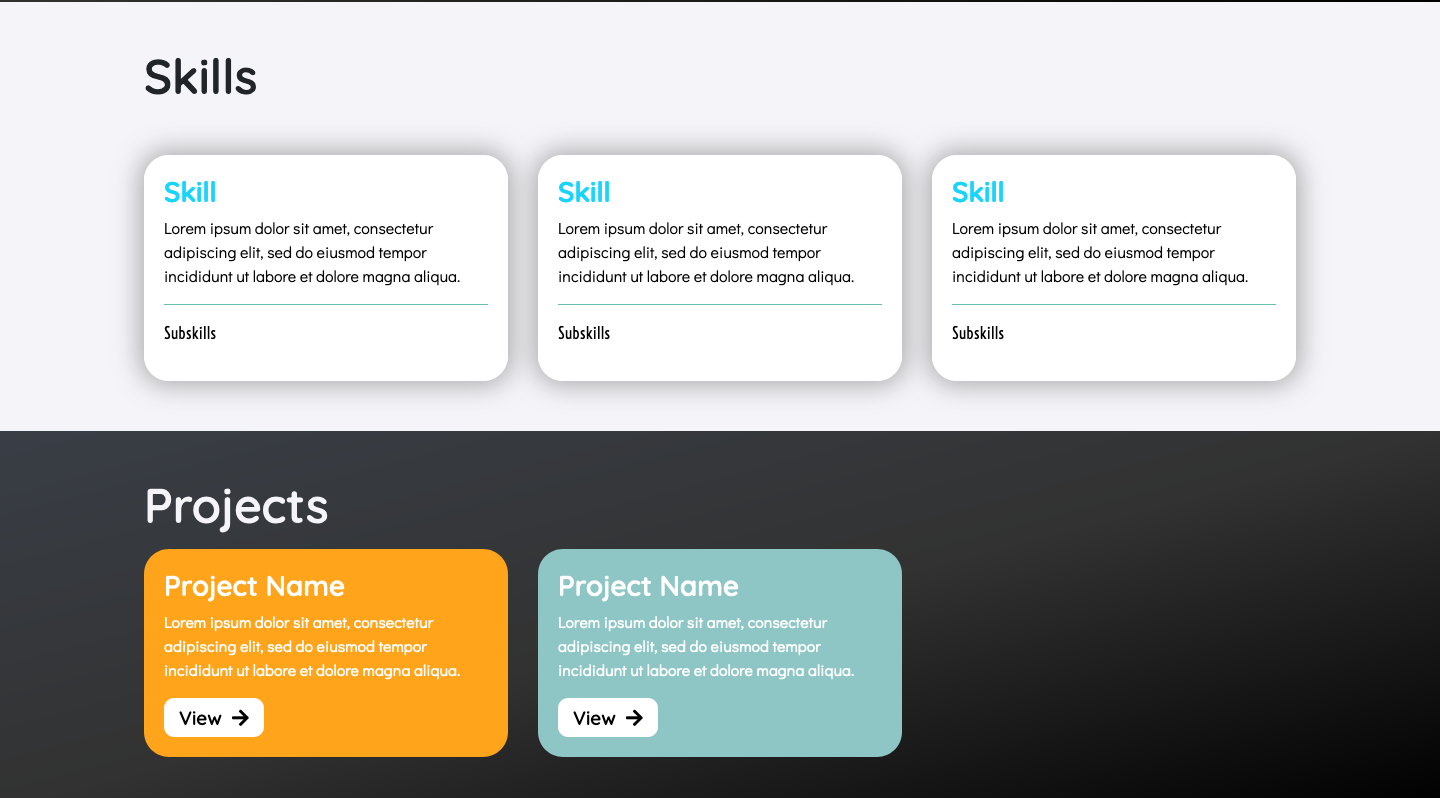 Skills
Skill
Lorem ipsum dolor sit amet, consectetur
adipiscing elit, sed do eiusmod tempor
incididunt ut labore et dolore magna aliqua.
Subskills
Skill
Lorem ipsum dolor sit amet, consectetur
adipiscing elit, sed do eiusmod tempor
incididunt ut labore et dolore magna aliqua.
Subskills
Skill
Lorem ipsum dolor sit amet, consectetur
adipiscing elit, sed do eiusmod tempor
incididunt ut labore et dolore magna aliqua.
Subskills
Projects
Project Name
Lorem ipsum dolor sit amet, consectetur
adipiscing elit, sed do eiusmod tempor
incididunt ut labore et dolore magna aliqua.
View
Project Name
Lorem ipsum dolor sit amet, consectetur
adipiscing elit, sed do eiusmod tempor
incididunt ut labore et dolore magna aliqua.
View